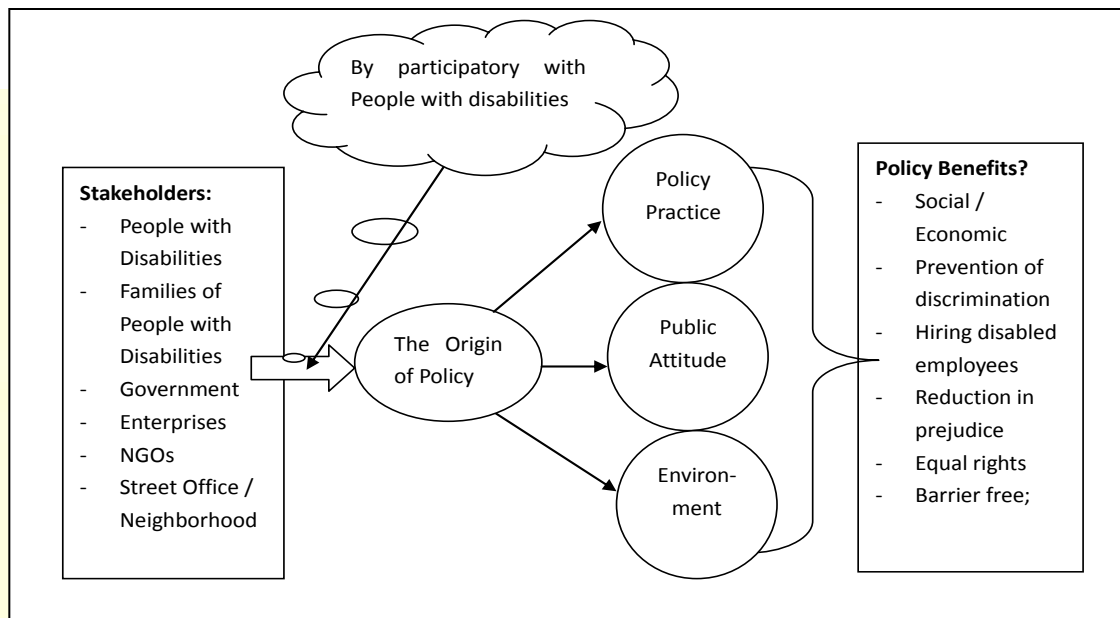 By participatory with
People with disabilities
Stakeholders:
- People with
Disabilities
- Families of
People with
Disabilities
- Government
- Enterprises
- NGOs
- Street Office /
Neighborhood
The Origin
of Policy
Policy
Practice
Public
Attitude
Environ-
ment
Policy Benefits?
- Social /
Economic
- Prevention of
discrimination
- Hiring disabled
employees
- Reduction in
prejudice
- Equal rights
- Barrier free;